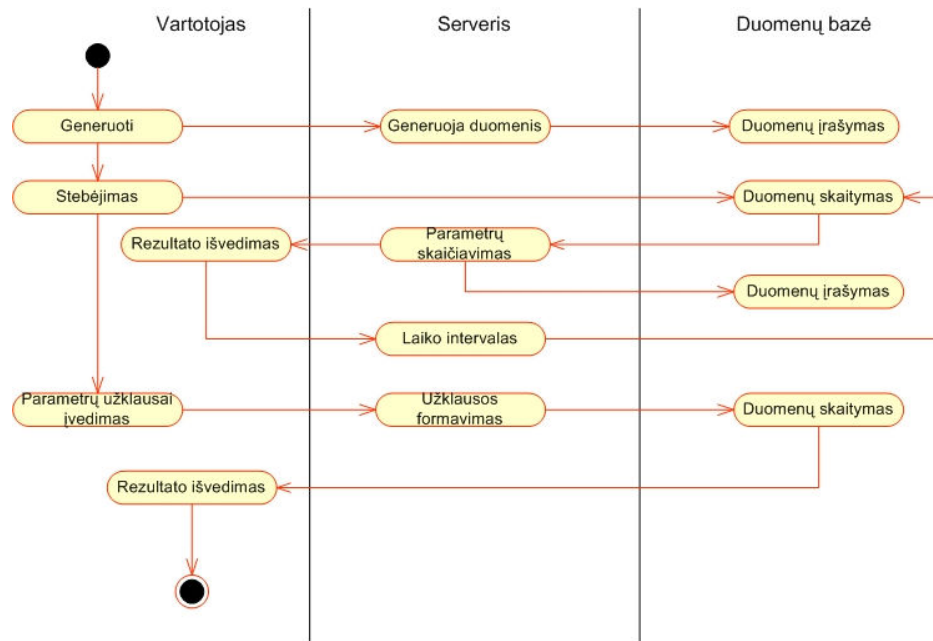 Vartotojas
Serveris
Duomenų bazė
Generuoti
Generuoja duomenis
Duomenų įrašymas
Stebėjimas
Duomenų skaitymas
Rezultato išvedimas
Parametrų
skaičiavimas
Duomenų įrašymas
Laiko intervalas
Parametrų užklausai
įvedimas
Užklausos
formavimas
Duomenų skaitymas
Rezultato išvedimas